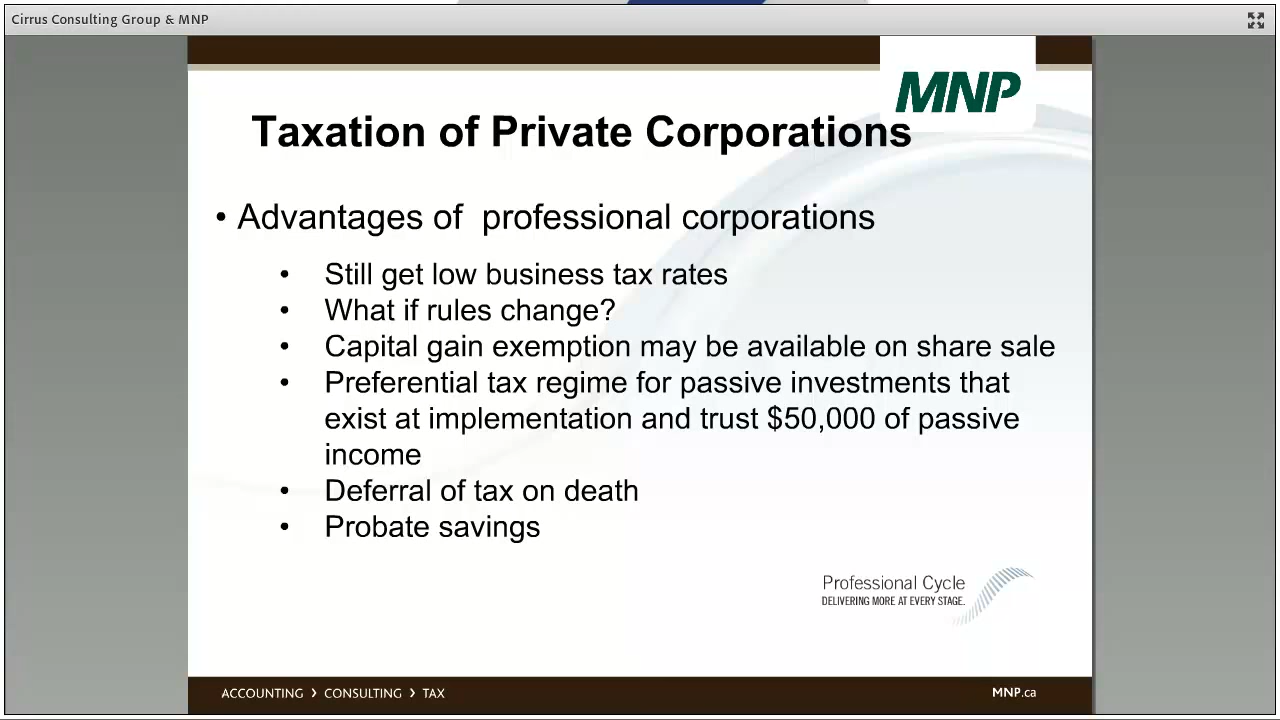 Cirrus Consulting Group & MNP
MNP
Taxation of Private Corporations
• Advantages of professional corporations
• Still get low business tax rates
• What if rules change?
• Capital gain exemption may be available on share sale
• Preferential tax regime for passive investments that
exist at implementation and trust $50,000 of passive
income
• Deferral of tax on death
• Probate savings
Professional Cycle
DELIVERING MORE AT EVERY STAGE.
ACCOUNTING › CONSULTING › TAX
MNP.ca